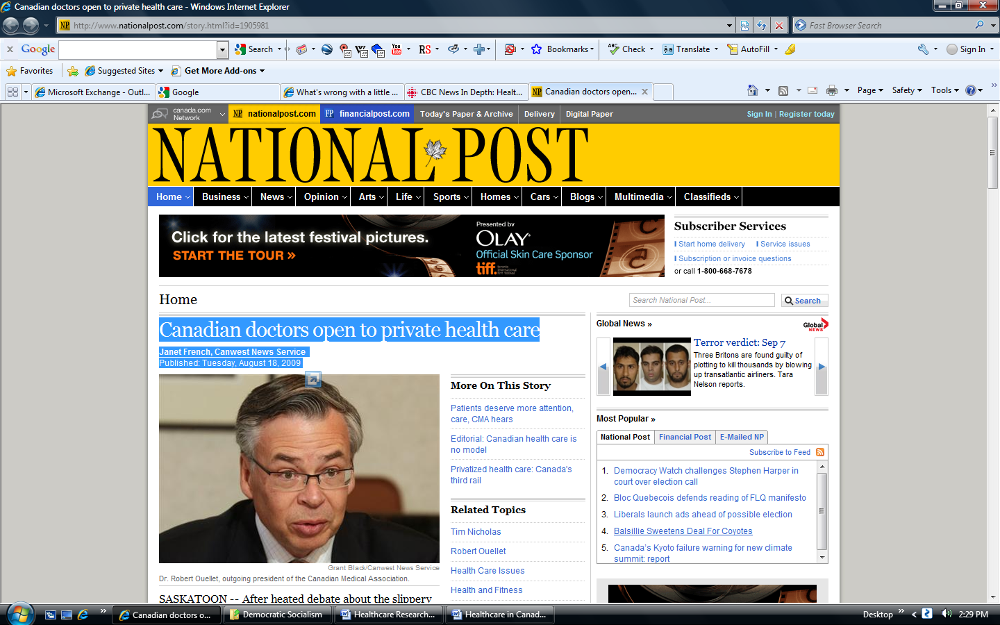 Canadian doctors open to private health care - Windows Internet Explorer
http://www.nationalpost.com/story.html?id=1905981
Fast Browser Search
Google
Search
RS
Bookmarks
Check
Translate
AutoFill
Sign In
Favorites
Suggested Sites
Get More Add-ons
Microsoft Exchange - Outl...
Google
What's wrong with a little ...
CBC News In Depth: Healt...
Canadian doctors open...
Page
Safety
Tools
canada.com
Network
NP nationalpost.com
FP financialpost.com
Today's Paper & Archive
Delivery
Digital Paper
Sign In | Register today
NATIONAL POST
Home
Business
News
Opinion
Arts
Life
Sports
Homes
Cars
Blogs
Multimedia
Classifieds
Click for the latest festival pictures.
START THE TOUR »
Presented by
OLAY
Official Skin Care Sponsor
tiff.
toronto
international
film festival
Subscriber Services
Start home delivery
Service issues
Subscription or invoice questions
or call 1-800-668-7678
Home
Search National Post...
Search
Canadian doctors open to private health care
Janet French, Canwest News Service
Published: Tuesday, August 18, 2009
Grant Black/Canwest News Service
Dr. Robert Ouellet, outgoing president of the Canadian Medical Association.
SASKATOON -- After heated debate about the slippery
More On This Story
Patients deserve more attention,
care, CMA hears
Editorial: Canadian health care is
no model
Privatized health care: Canada's
third rail
Related Topics
Tim Nicholas
Robert Ouellet
Health Care Issues
Health and Fitness
Global News »
Global
NEWS
Terror verdict: Sep 7
Three Britons are found guilty of
plotting to kill thousands by blowing
up transatlantic airliners. Tara
Nelson reports.
Most Popular »
National Post
Financial Post
E-Mailed NP
Subscribe to Feed
1. Democracy Watch challenges Stephen Harper in
court over election call
2. Bloc Quebecois defends reading of FLQ manifesto
3. Liberals launch ads ahead of possible election
4. Balsillie Sweetens Deal For Coyotes
5. Canada's Kyoto failure warning for new climate
summit: report
Canadian doctors o...
Democratic Socialism
Healthcare Research...
Healthcare in Canad...
Desktop
2:29 PM